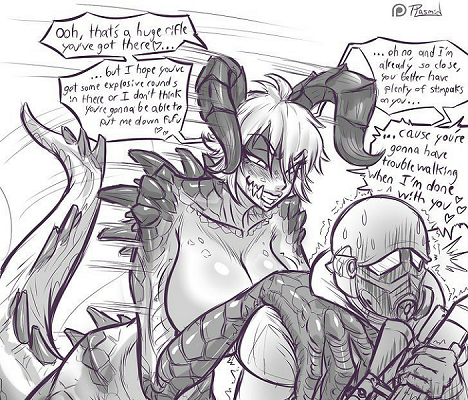 Plasmid
Ooh, that's a huge rifle
you've got there♡...
...but I hope you've
got some explosive rounds
in there or I don't think
you're gonna be able to
put me down FuFu
♡♡
...oh no, and I'm
already so close,
you better have
plenty of stimpaks
on you...
...cause you're
gonna have
trouble walking
when I'm done
with you♡